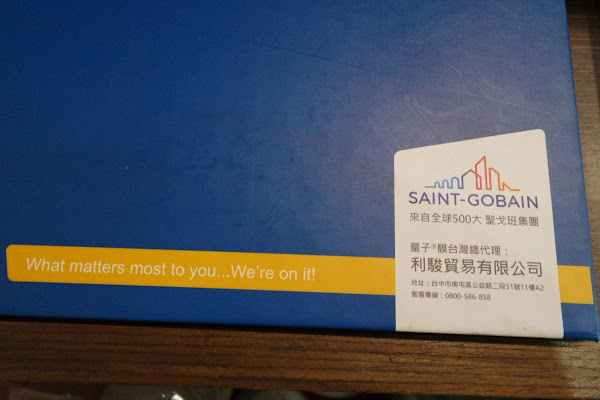 SAINT-GOBAIN
來自全球500大 聖戈班集團
量子®膜台灣總代理：
利駿貿易有限公司
地址：台中市南屯區公益路二段51號11樓A2
客服專線：0800-586-858
What matters most to you...We're on it!